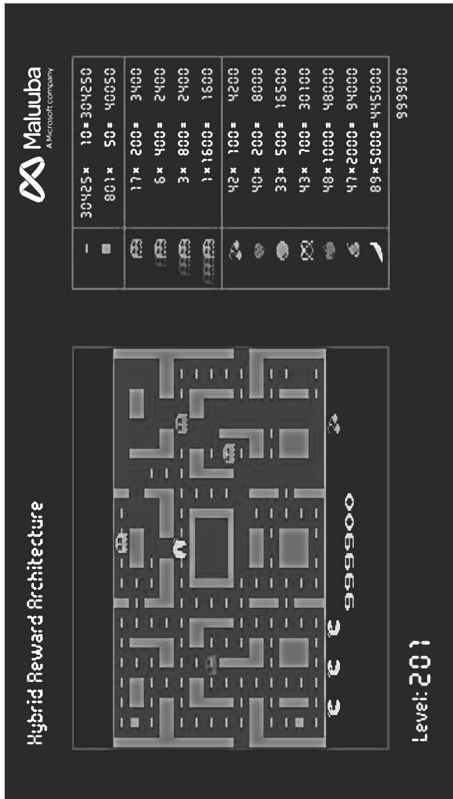 Hybrid Reward Architecture
Maluuba
A Microsoft company
30425× 10=304250
801× 50= 40050
17× 200= 3400
6× 400= 2400
3× 800= 2400
1×1600= 1600
42× 100= 4200
40× 200= 8000
33× 500= 16500
43× 700= 30100
48×1000= 48000
47×2000= 94000
89×5000=445000
999900
999900
Level: 201